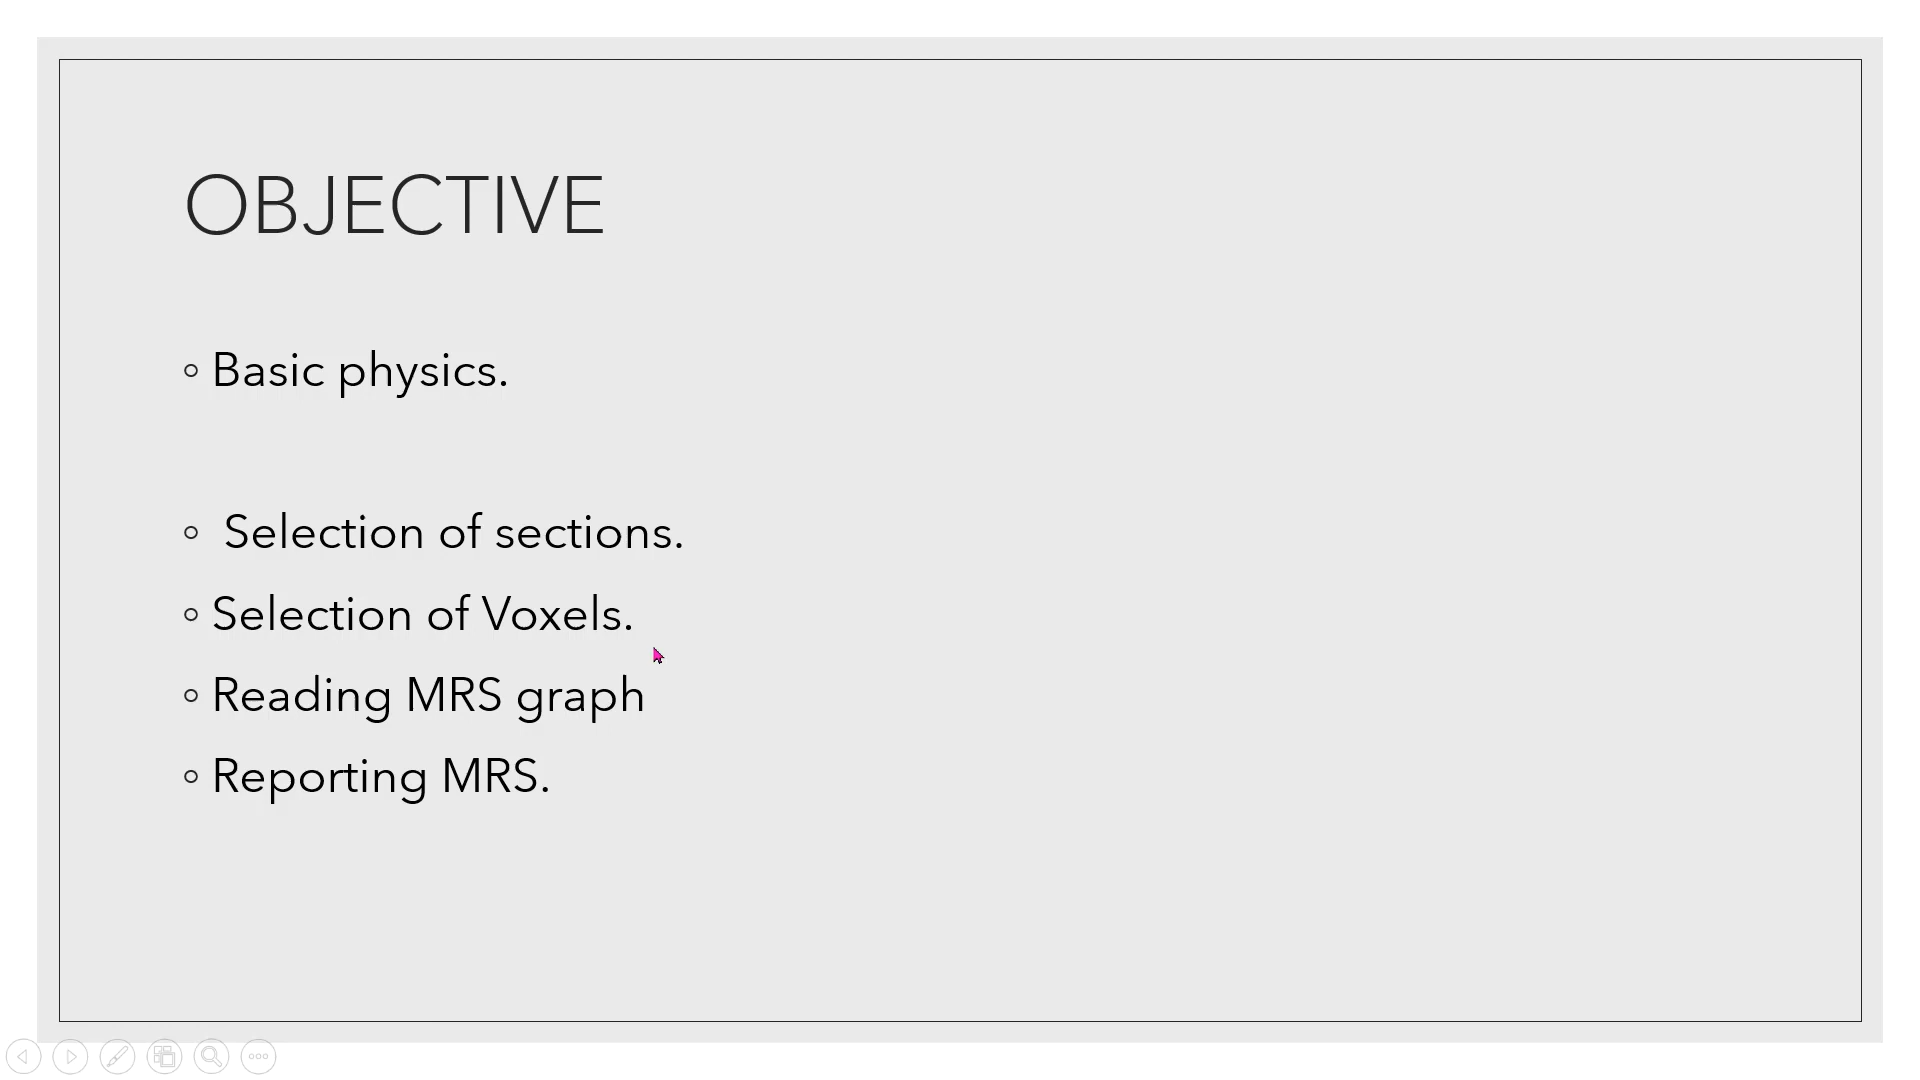 OBJECTIVE
◦ Basic physics.
◦ Selection of sections.
◦ Selection of Voxels.
◦ Reading MRS graph
◦ Reporting MRS.